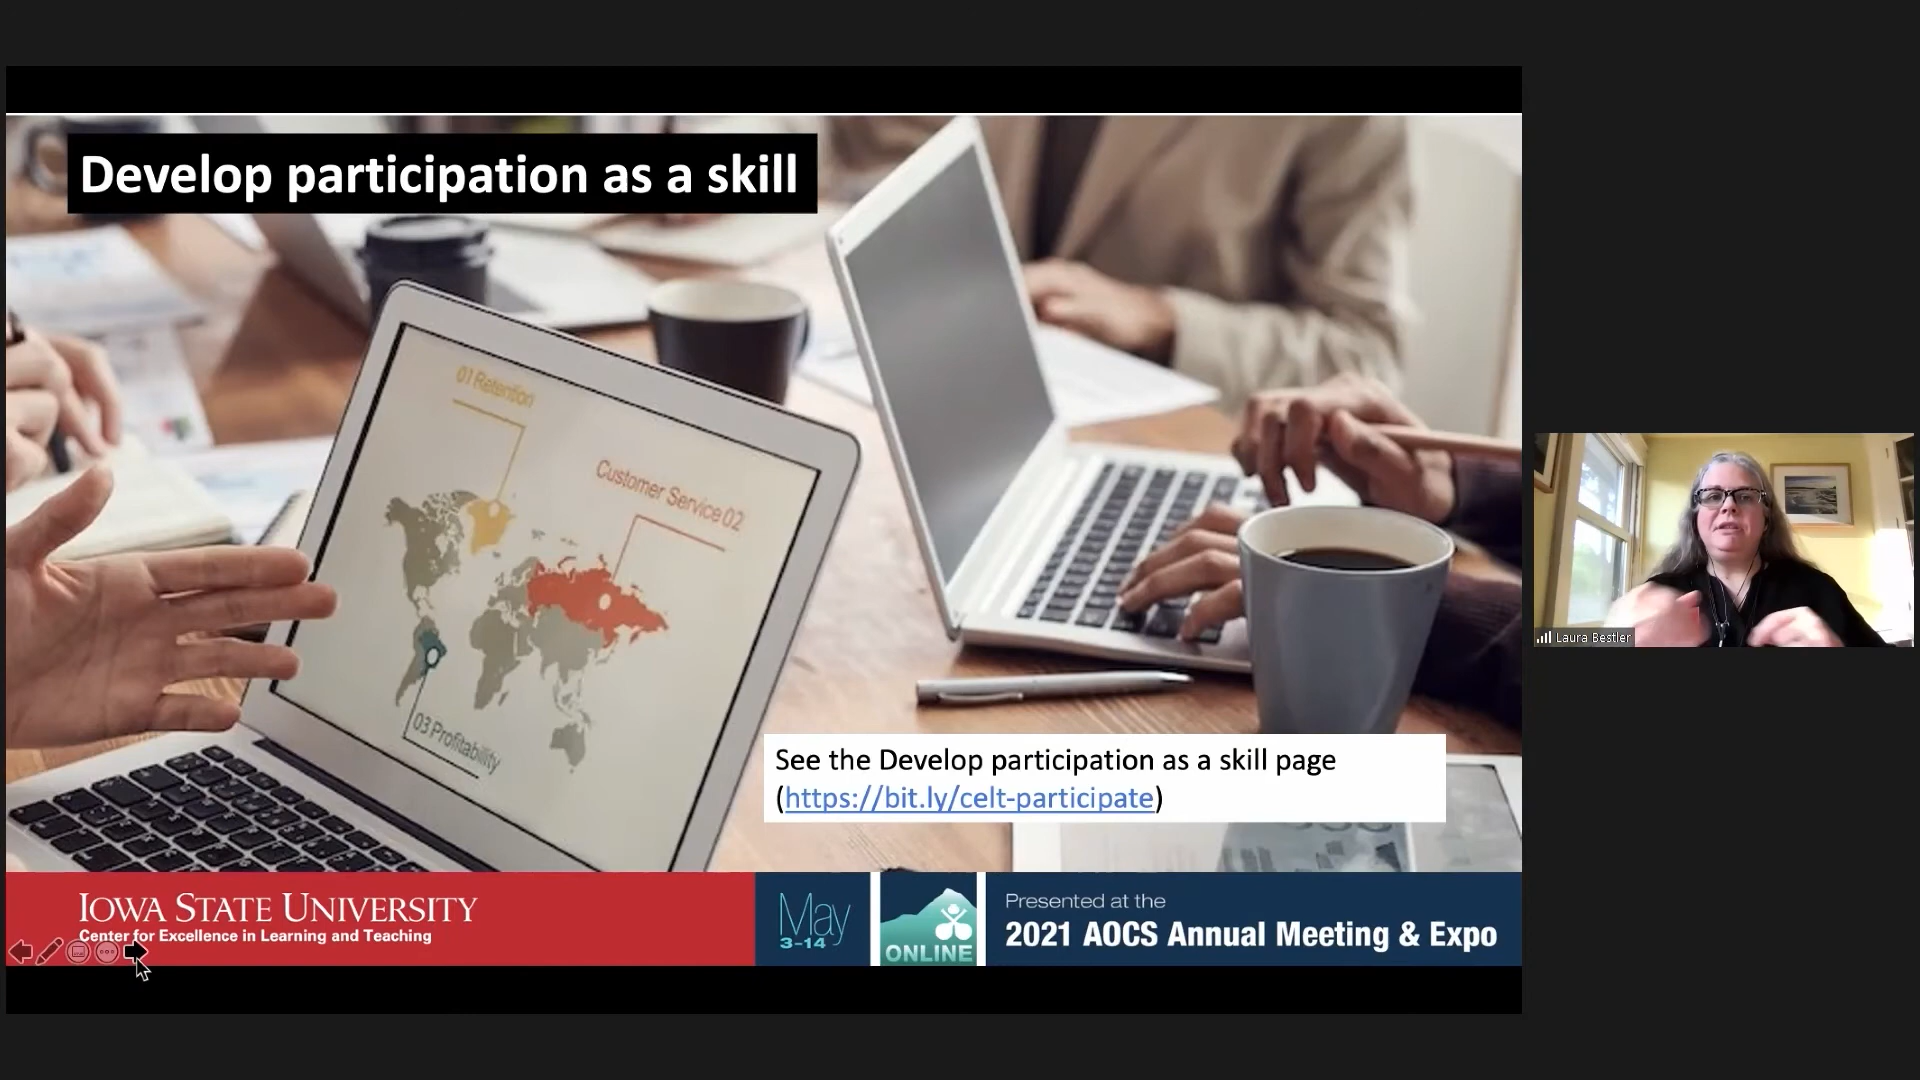 Develop participation as a skill
01 Retention
Customer Service 02
03 Profitability
See the Develop participation as a skill page
(https://bit.ly/celt-participate)
Laura Bestler
IOWA STATE UNIVERSITY
Center for Excellence in Learning and Teaching
May
3-14
ONLINE
Presented at the
2021 AOCS Annual Meeting & Expo